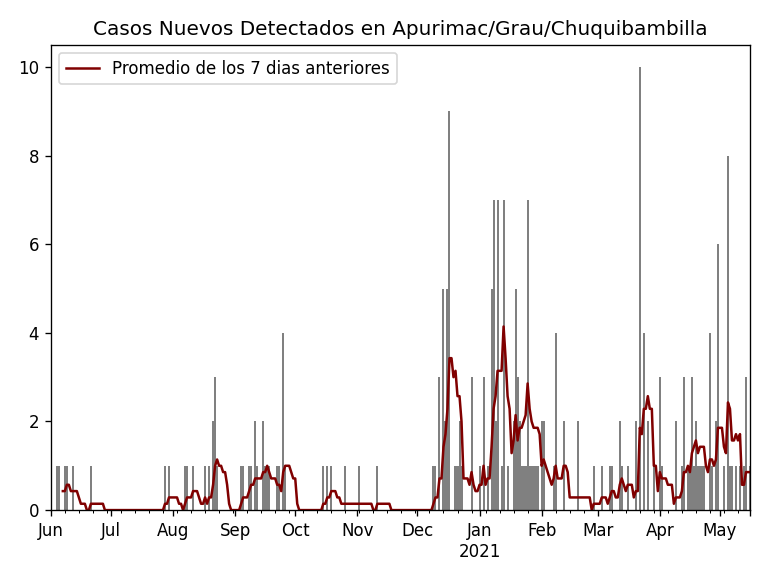 Casos Nuevos Detectados en Apurimac/Grau/Chuquibambilla
Promedio de los 7 dias anteriores
10
8
6
4
2
0
Jun Jul Aug Sep Oct Nov Dec Jan Feb Mar Apr May
2021